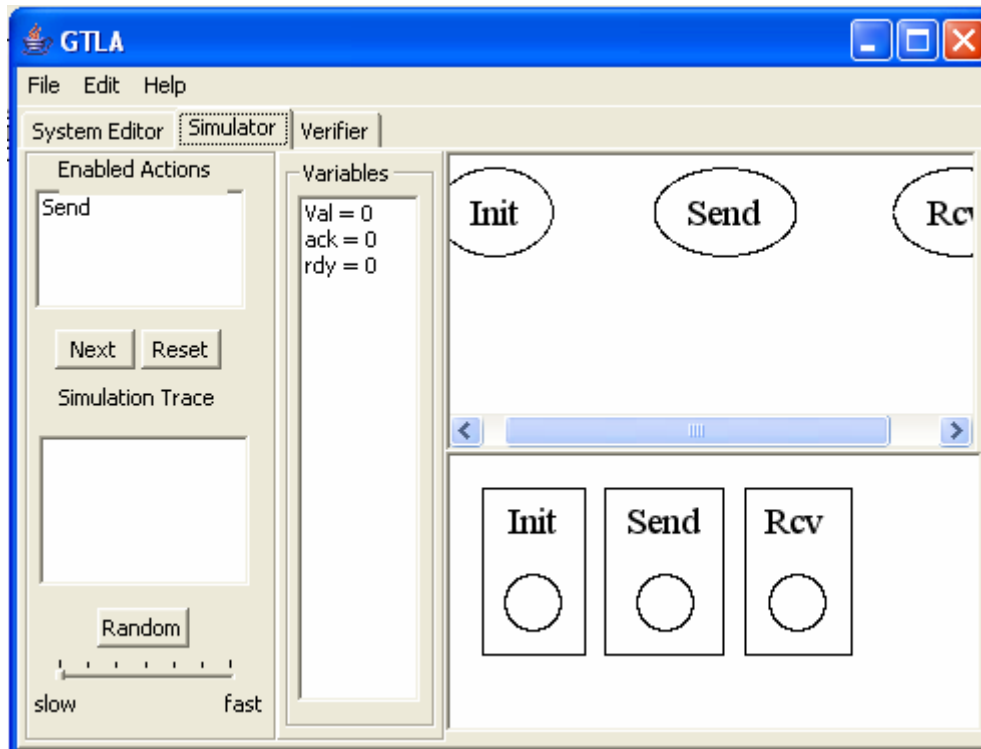 GTLA
File Edit Help
System Editor Simulator Verifier
Enabled Actions
Send
Next Reset
Simulation Trace
Random
slow fast
Variables
Val = 0
ack = 0
rdy = 0
Init Send Rcv
Init Send Rcv